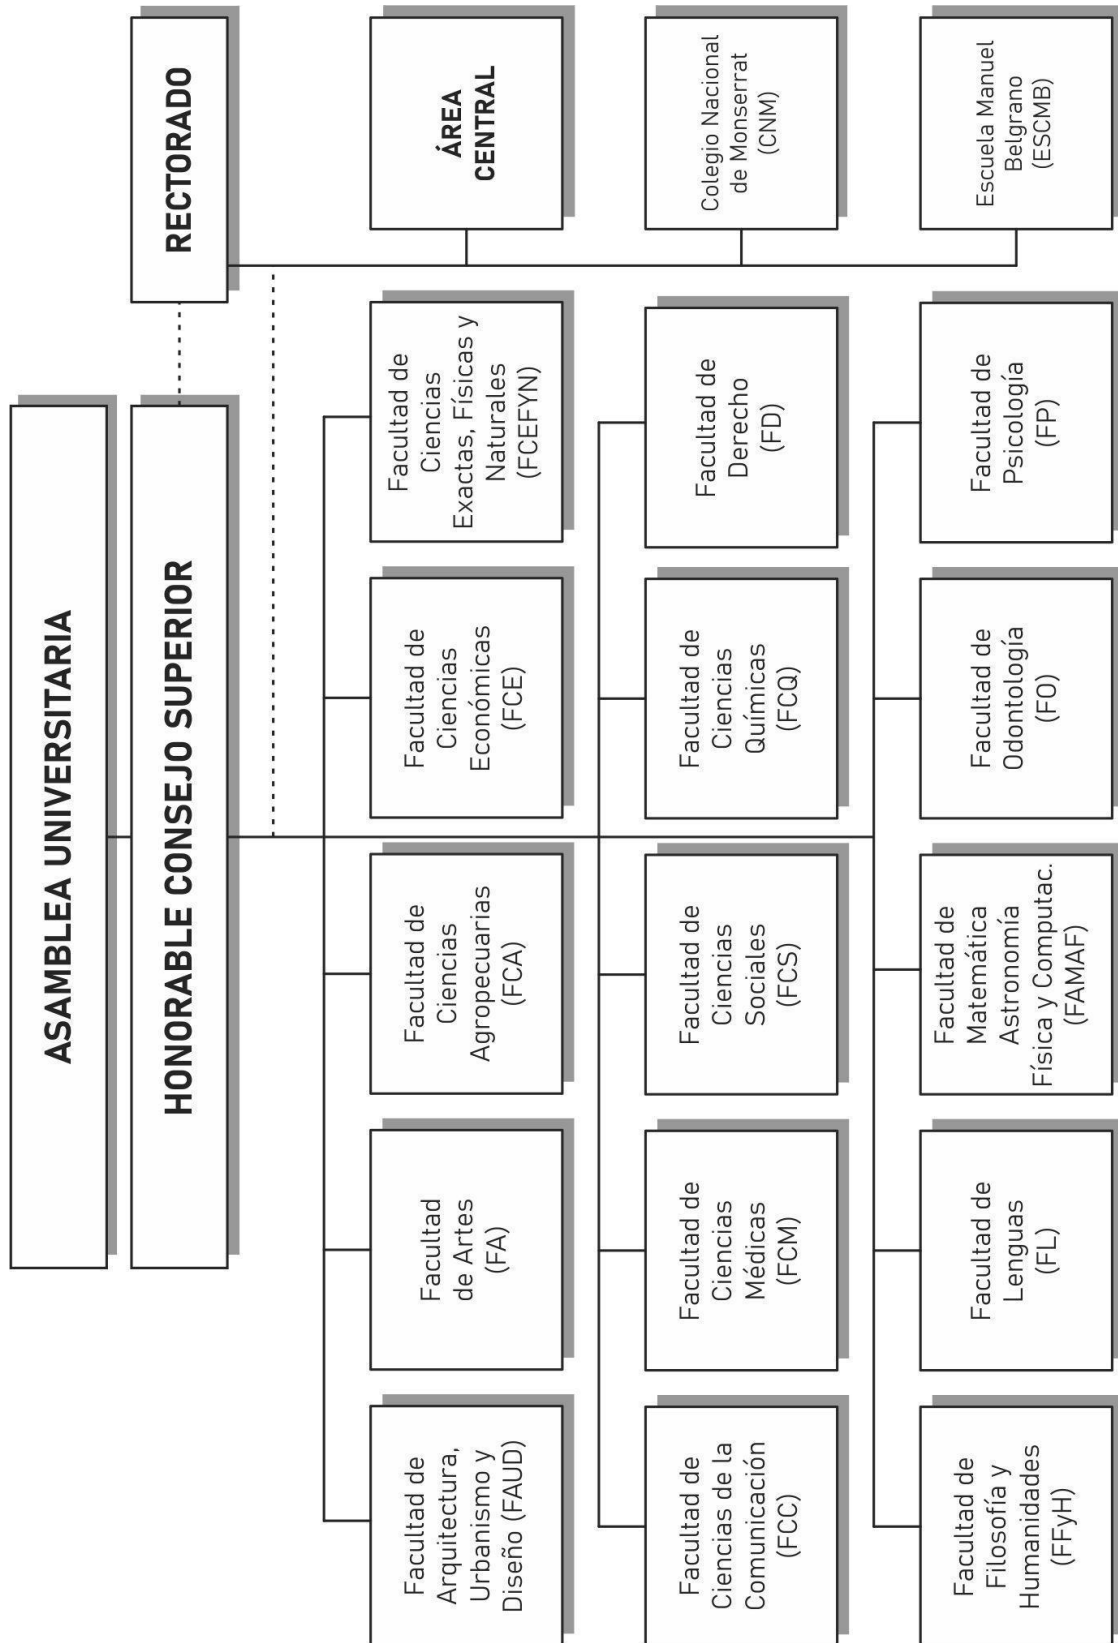 ASAMBLEA UNIVERSITARIA
HONORABLE CONSEJO SUPERIOR
RECTORADO
Facultad de
Arquitectura,
Urbanismo y
Diseño (FAUD)
Facultad
de Artes
(FA)
Facultad de
Ciencias
Agropecuarias
(FCA)
Facultad de
Ciencias
Económicas
(FCE)
Facultad de
Ciencias
Exactas, Físicas y
Naturales
(FCEFYN)
ÁREA
CENTRAL
Facultad de
Ciencias de la
Comunicación
(FCC)
Facultad de
Ciencias
Médicas
(FCM)
Facultad de
Ciencias
Sociales
(FCS)
Facultad de
Ciencias
Químicas
(FCQ)
Facultad de
Derecho
(FD)
Colegio Nacional
de Monserrat
(CNM)
Facultad de
Filosofía y
Humanidades
(FFyH)
Facultad de
Lenguas
(FL)
Facultad de
Matemática
Astronomía
Física y Computac.
(FAMAF)
Facultad de
Odontología
(FO)
Facultad de
Psicología
(FP)
Escuela Manuel
Belgrano
(ESCMB)